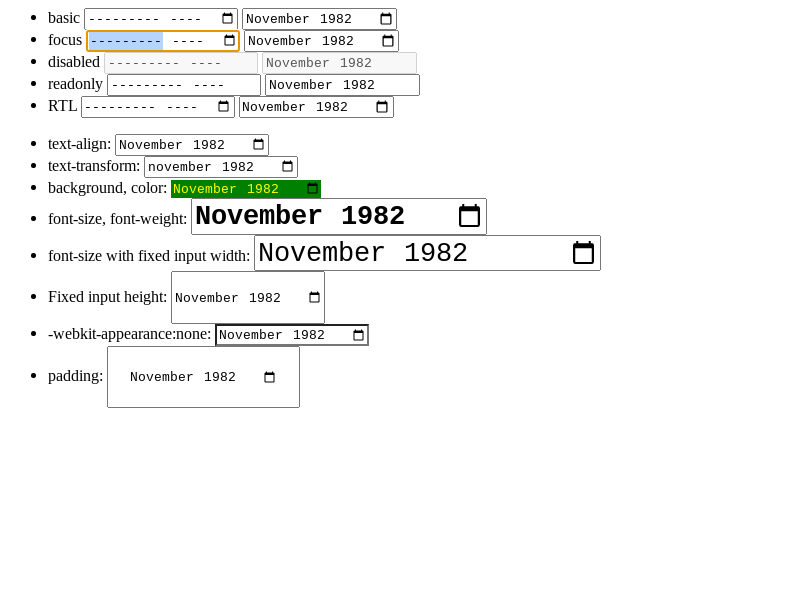 basic --------- ---- November 1982
focus --------- ---- November 1982
disabled --------- ---- November 1982
readonly --------- ---- November 1982
RTL --------- ---- November 1982
text-align: November 1982
text-transform: november 1982
background, color: November 1982
font-size, font-weight: November 1982
font-size with fixed input width: November 1982
Fixed input height: November 1982
-webkit-appearance:none: November 1982
padding: November 1982